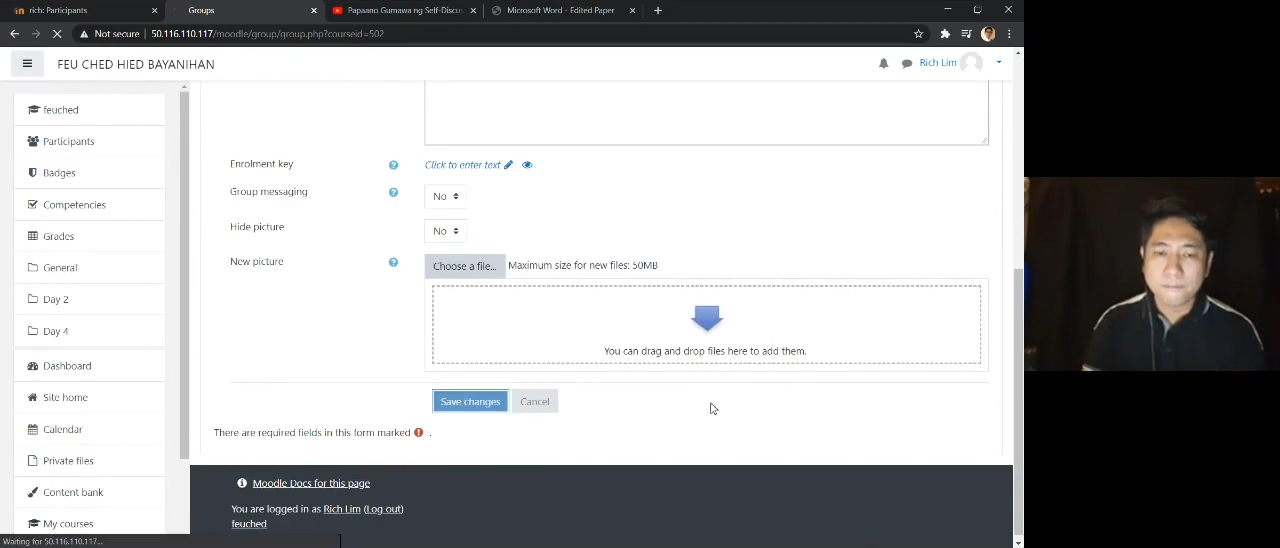 rich: Participants
Groups
Papaano Gumawa ng Self-Discus
Microsoft Word - Edited Paper
Not secure
50.116.110.117/moodle/group/group.php?courseid=502
FEU CHED HIED BAYANIHAN
Rich Lim
feuched
Participants
Badges
Competencies
Grades
General
Day 2
Day 4
Dashboard
Site home
Calendar
Private files
Content bank
My courses
Enrolment key
Click to enter text
Group messaging
No
Hide picture
No
New picture
Choose a file...
Maximum size for new files: 50MB
You can drag and drop files here to add them.
Save changes
Cancel
There are required fields in this form marked .
Moodle Docs for this page
You are logged in as Rich Lim (Log out)
feuched
Waiting for 50.116.110.117...